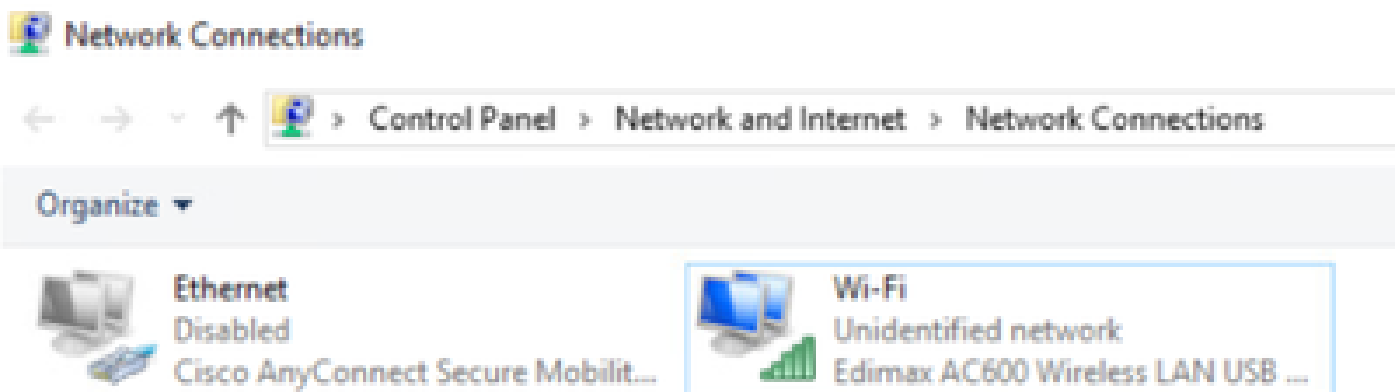 Network Connections
Control Panel > Network and Internet > Network Connections
Organize
Ethernet
Disabled
Cisco AnyConnect Secure Mobilit...
Wi-Fi
Unidentified network
Edimax AC600 Wireless LAN USB ...